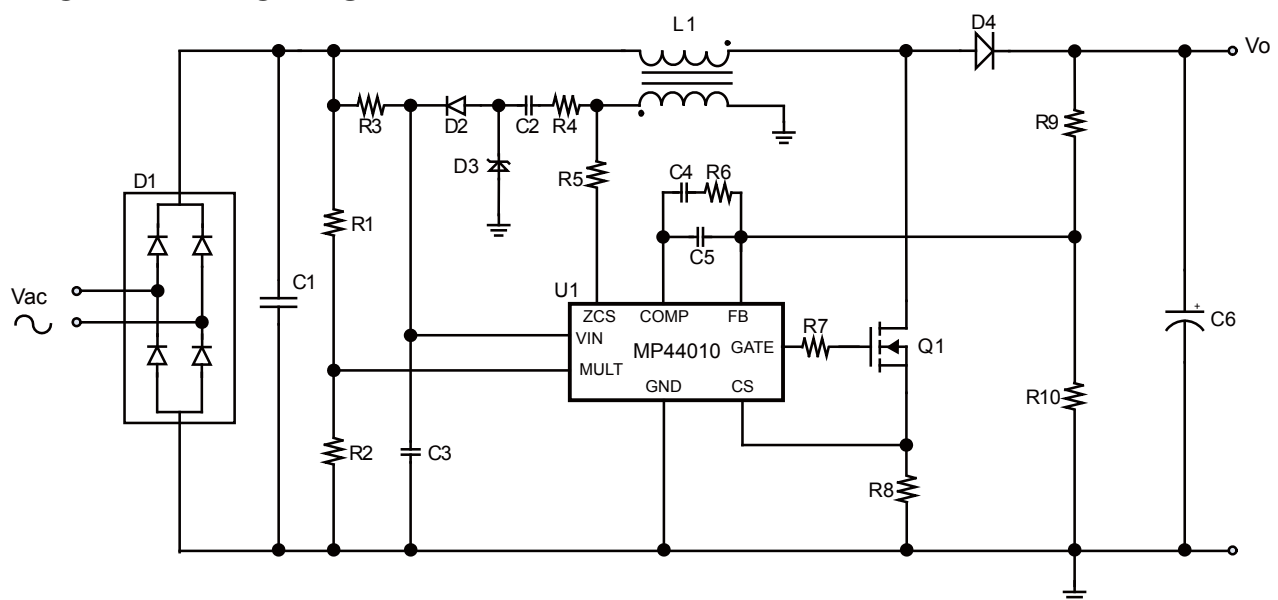 L1
D4
Vo
R3
D2
C2
R4
R9
D3
R5
C4
R6
D1
R1
C5
C1
Vac
U1
ZCS
COMP
FB
R7
C6
VIN
MP44010
GATE
Q1
MULT
GND
CS
R10
R2
C3
R8
+